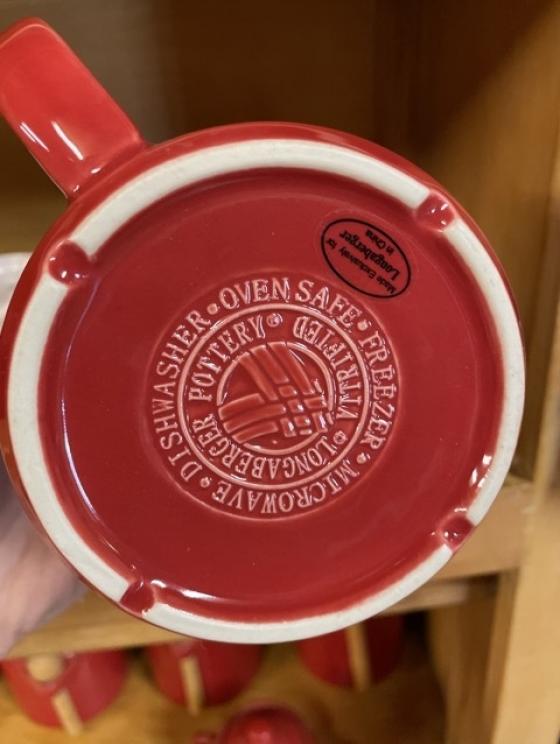 DISHWASHER • OVEN SAFE • FREEZER • MICROWAVE •
LONGABERGER POTTERY • VITRIFIED •
Made Exclusively for
Longaberger
in China